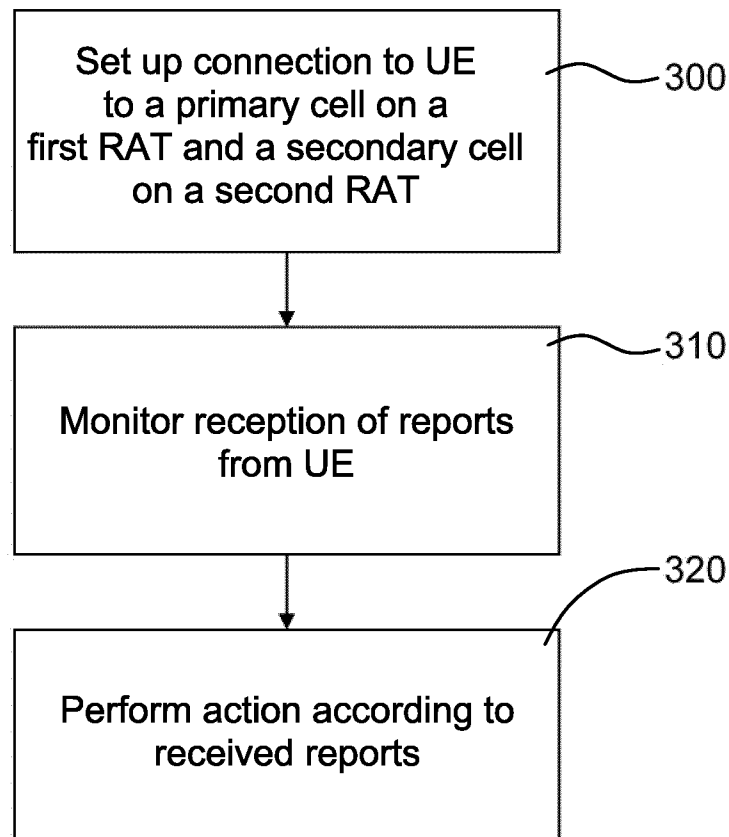 Set up connection to UE
to a primary cell on a
first RAT and a secondary cell
on a second RAT
300
310
Monitor reception of reports
from UE
320
Perform action according to
received reports